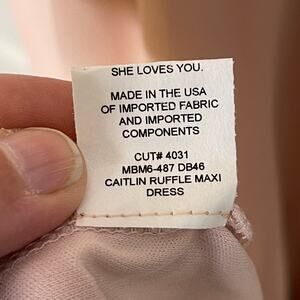 SHE LOVES YOU.
MADE IN THE USA
OF IMPORTED FABRIC
AND IMPORTED
COMPONENTS
CUT# 4031
MBM6-487 DB46
CAITLIN RUFFLE MAXI
DRESS